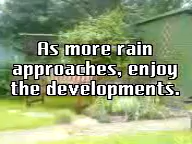 As more rain
approaches, enjoy
the developments.